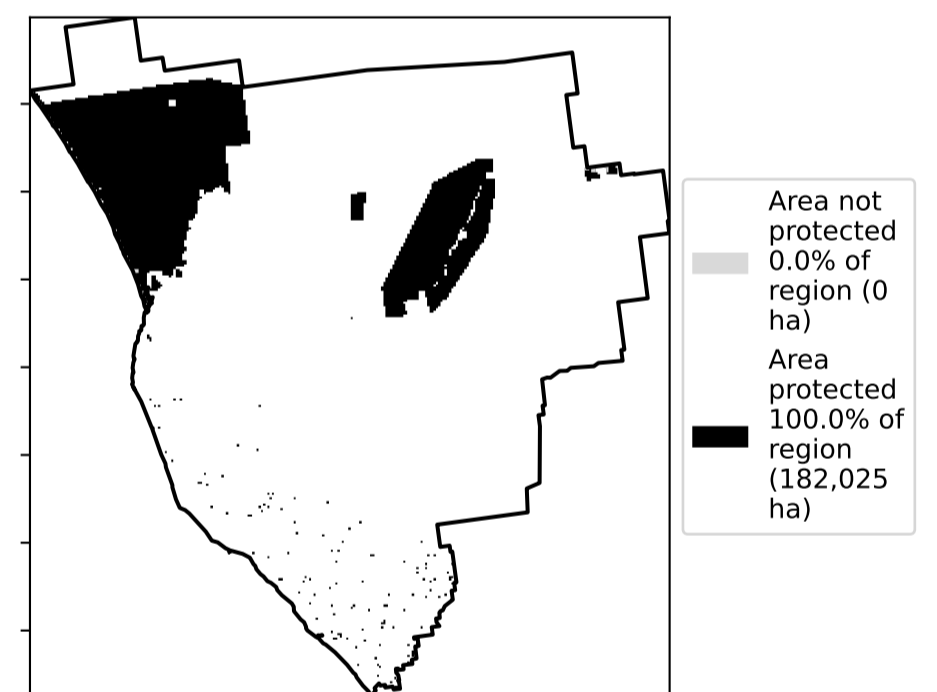 Area not
protected
0.0% of
region (0
ha)
Area
protected
100.0% of
region
(182,025
ha)